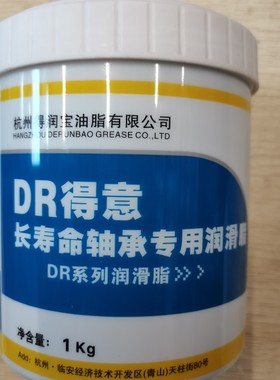 杭州得润宝油脂有限公司
HANGZHOU DEFUNBAO GREASE CO.,LTD
DR得意
长寿命轴承专用润滑脂
DR系列润滑脂>>>
净含量: 1Kg
Add: 杭州·临安经济技术开发区(青山)天柱街80号